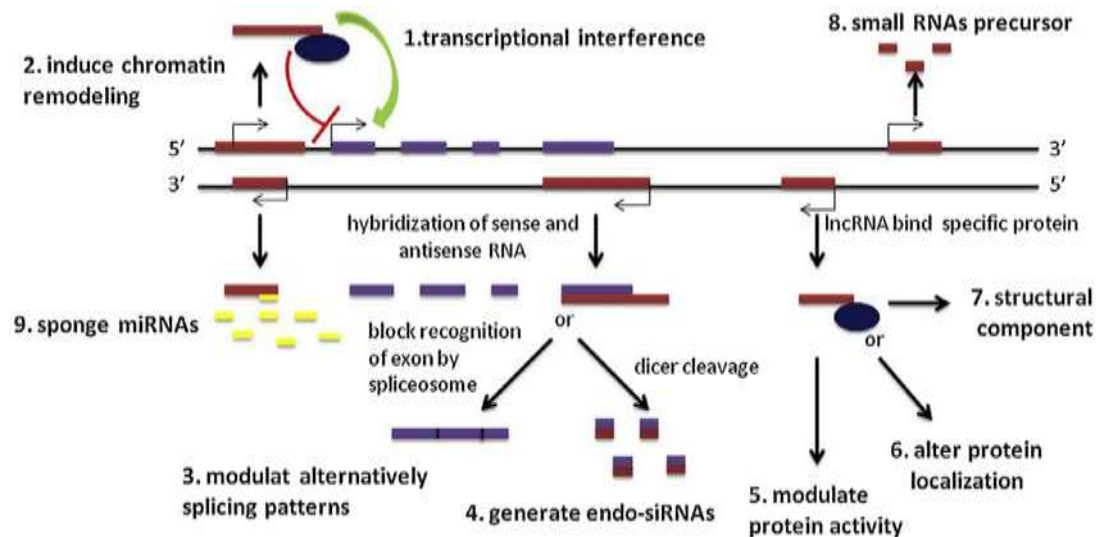 8. small RNAs precursor
1.transcriptional interference
2. induce chromatin
remodeling
5’
3’
3’
5’
hybridization of sense and
antisense RNA
lncRNA bind specific protein
9. sponge miRNAs
or
block recognition
of exon by
spliceosome
dicer cleavage
7. structural
component
or
3. modulat alternatively
splicing patterns
4. generate endo-siRNAs
5. modulate
protein activity
6. alter protein
localization